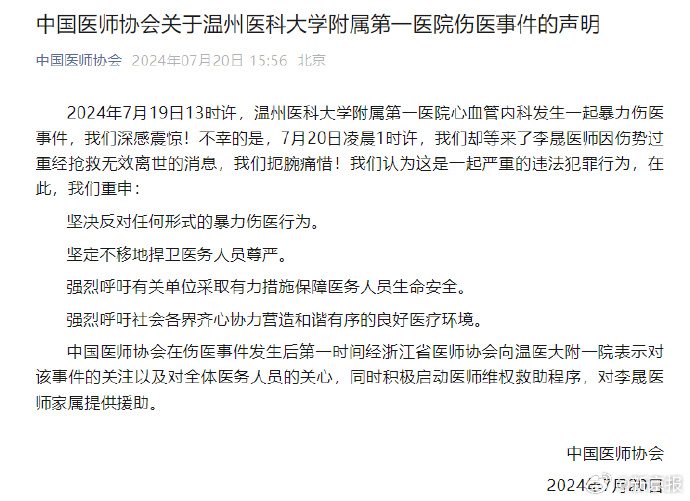 中国医师协会关于温州医科大学附属第一医院伤医事件的声明
中国医师协会 2024年07月20日 15:56 北京
2024年7月19日13时许，温州医科大学附属第一医院心血管内科发生一起暴力伤医
事件，我们深感震惊！不幸的是，7月20日凌晨1时许，我们却等来了李晟医师因伤势过
重经抢救无效离世的消息，我们扼腕痛惜！我们认为这是一起严重的违法犯罪行为，在
此，我们重申：
坚决反对任何形式的暴力伤医行为。
坚定不移地捍卫医务人员尊严。
强烈呼吁有关单位采取有力措施保障医务人员生命安全。
强烈呼吁社会各界齐心协力营造和谐有序的良好医疗环境。
中国医师协会在伤医事件发生后第一时间经浙江省医师协会向温医大附一院表示对
该事件的关注以及对全体医务人员的关心，同时积极启动医师维权救助程序，对李晟医
师家属提供援助。
中国医师协会
2024年7月20日
@新京报